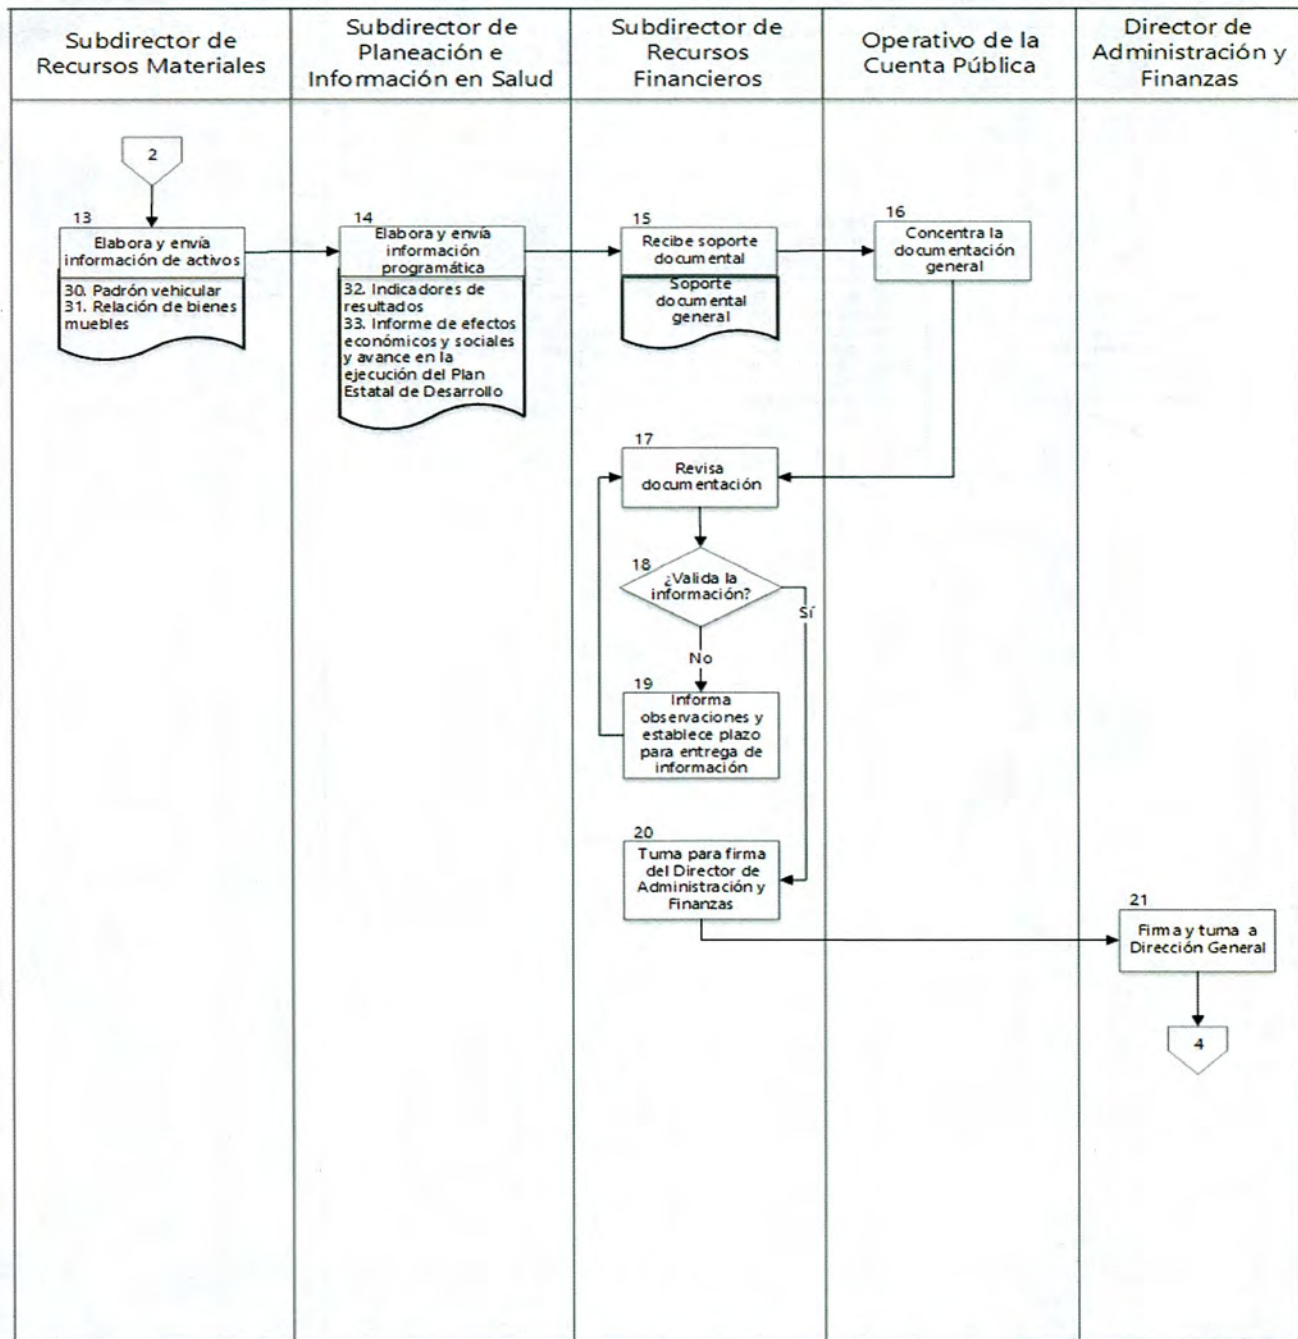 Subdirector de
Recursos Materiales
Subdirector de
Planeación e
Información en Salud
Subdirector de
Recursos
Financieros
Operativo de la
Cuenta Pública
Director de
Administración y
Finanzas
2
13
Elabora y envía
información de activos
30. Padrón vehicular
31. Relación de bienes
muebles
14
Elabora y envía
información
programática
32. Indicadores de
resultados
33. Informe de efectos
económicos y sociales
y avance en la
ejecución del Plan
Estatal de Desarrollo
15
Recibe soporte
documental
Soporte
documental
general
16
Concentra la
documentación
general
17
Revisa
documentación
18
¿Valida la
información?
Sí
No
19
Informa
observaciones y
establece plazo
para entrega de
información
20
Turna para firma
del Director de
Administración y
Finanzas
21
Firma y turna a
Dirección General
4